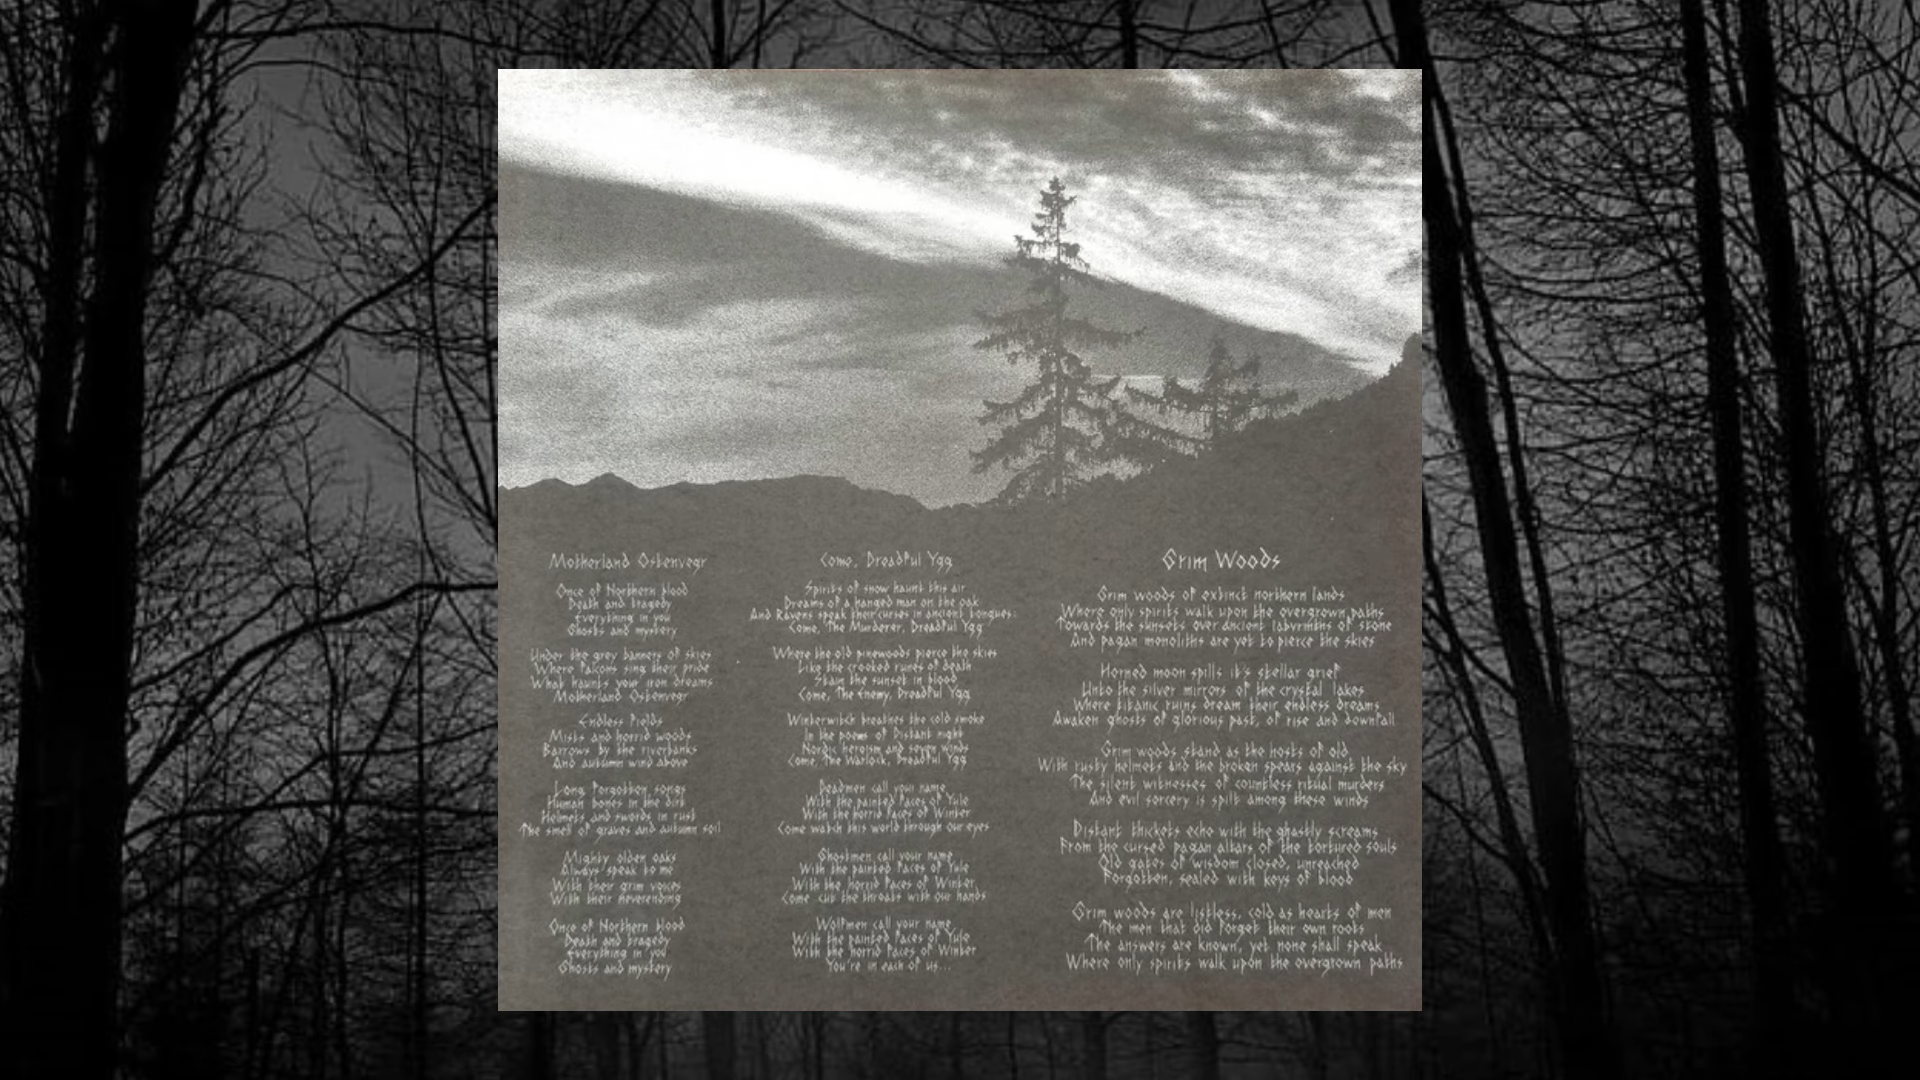 Motherland Ostenvegr
Once of Northern blood
Death and tragedy
Everything in you
Ghosts and mystery
Under the grey banners of skies
Where falcons sing their pride
What haunts your iron dreams
Motherland Ostenvegr
Endless fields
Mists and horrid woods
Barrows by the riverbanks
And autumn wind above
Long forgotten songs
Human bones in the dirt
Helmets and swords in rust
The smell of graves and autumn soil
Mighty olden oaks
Always speak to me
With their grim voices
With their neverending
Once of Northern blood
Death and tragedy
Everything in you
Ghosts and mystery
Come, Dreadful Ygg
Spirits of snow haunt this air
Dreams of a hanged man on the oak
And Ravens speak their curses in ancient tongues:
Come, The Murderer, Dreadful Ygg
Where the old pinewoods pierce the skies
Like the crooked runes of death
Stain the sunset in blood
Come, The Enemy, Dreadful Ygg
Winterwitch breathes the cold smoke
In the poems of Distant night
Nordic heroism and seven winds
Come, The Warlock, Dreadful Ygg
Deadmen call your name
With the painted faces of Yule
With the horrid faces of Winter
Come watch this world through our eyes
Ghostmen call your name
With the painted faces of Yule
With the horrid faces of Winter
Come cut the throats with our hands
Wolfmen call your name
With the painted faces of Yule
With the horrid faces of Winter
You're in each of us...
Grim Woods
Grim woods of extinct northern lands
Where only spirits walk upon the overgrown paths
Towards the sunsets over ancient labyrinths of stone
And pagan monoliths are yet to pierce the skies
Horned moon spills it's stellar grief
Unto the silver mirrors of the crystal lakes
Where titanic ruins dream their endless dreams
Awaken ghosts of glorious past, of rise and downfall
Grim woods stand as the hosts of old
With rusty helmets and the broken spears against the sky
The silent witnesses of countless ritual murders
And evil sorcery is spilt among these winds
Distant thickets echo with the ghastly screams
From the cursed pagan altars of the tortured souls
Old gates of wisdom closed, unreached
Forgotten, sealed with keys of blood
Grim woods are listless, cold as hearts of men
The men that did forget their own roots
The answers are known, yet none shall speak
Where only spirits walk upon the overgrown paths